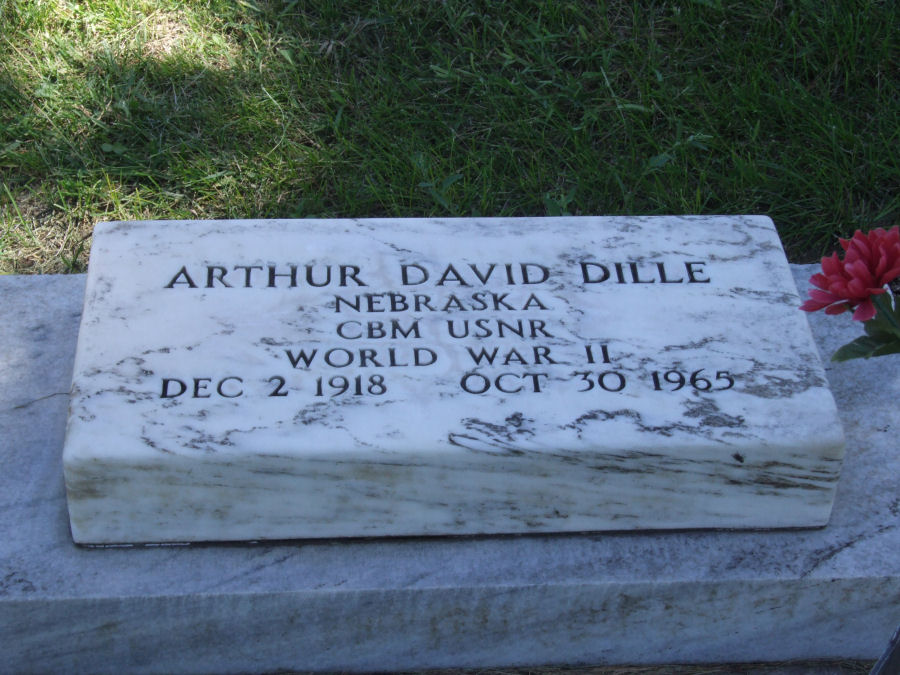 ARTHUR DAVID DILLE
NEBRASKA
CBM USNR
WORLD WAR II
DEC 2 1918 OCT 30 1965